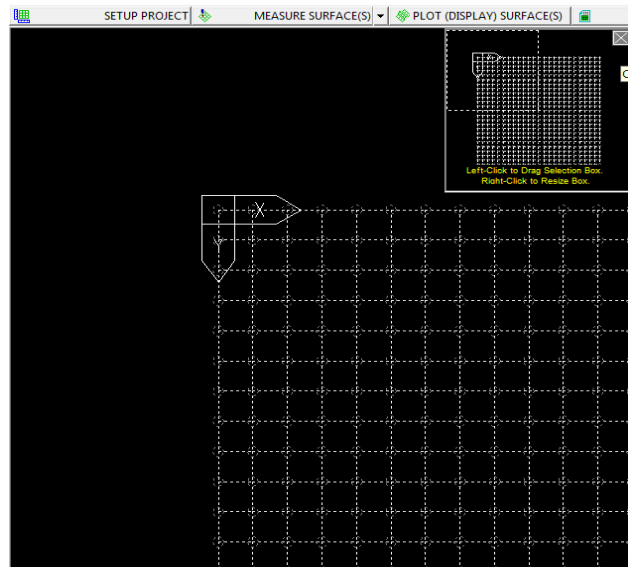 SETUP PROJECT MEASURE SURFACE(S) PLOT (DISPLAY) SURFACE(S)
Left-Click to Drag Selection Box.
Right-Click to Resize Box.
X
Y